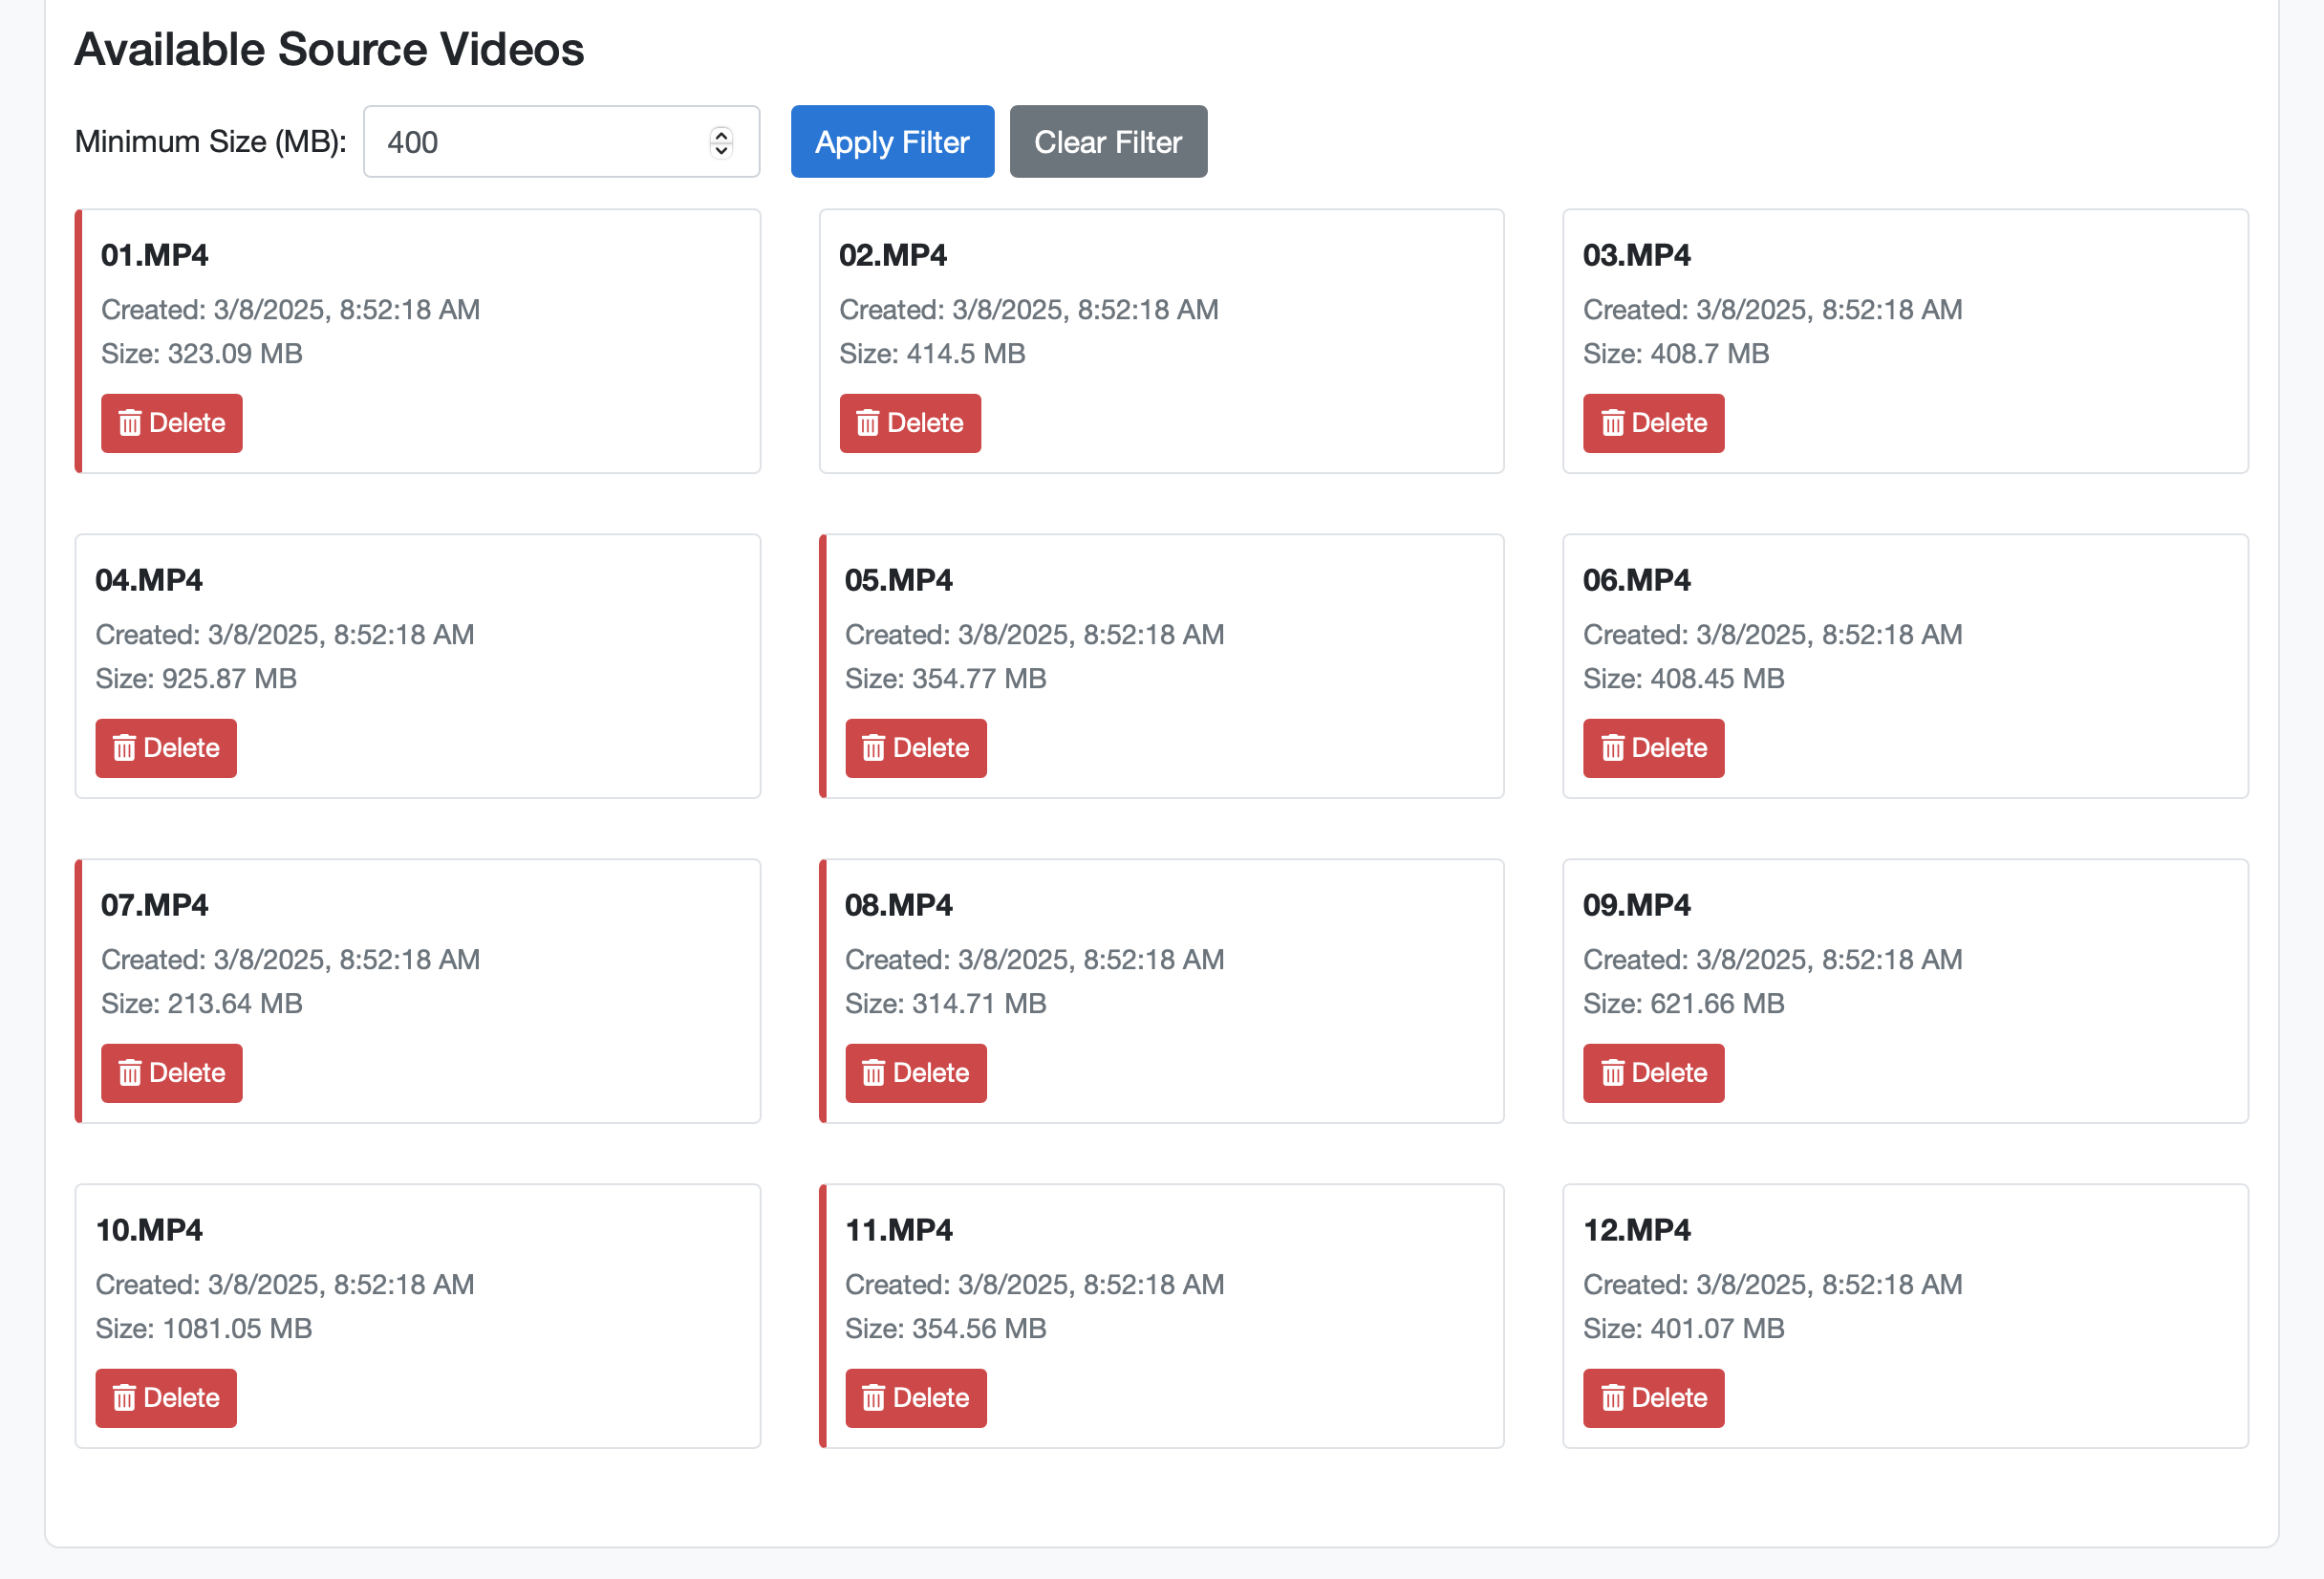 Available Source Videos
Minimum Size (MB): 400 Apply Filter Clear Filter
01.MP4
Created: 3/8/2025, 8:52:18 AM
Size: 323.09 MB
Delete
02.MP4
Created: 3/8/2025, 8:52:18 AM
Size: 414.5 MB
Delete
03.MP4
Created: 3/8/2025, 8:52:18 AM
Size: 408.7 MB
Delete
04.MP4
Created: 3/8/2025, 8:52:18 AM
Size: 925.87 MB
Delete
05.MP4
Created: 3/8/2025, 8:52:18 AM
Size: 354.77 MB
Delete
06.MP4
Created: 3/8/2025, 8:52:18 AM
Size: 408.45 MB
Delete
07.MP4
Created: 3/8/2025, 8:52:18 AM
Size: 213.64 MB
Delete
08.MP4
Created: 3/8/2025, 8:52:18 AM
Size: 314.71 MB
Delete
09.MP4
Created: 3/8/2025, 8:52:18 AM
Size: 621.66 MB
Delete
10.MP4
Created: 3/8/2025, 8:52:18 AM
Size: 1081.05 MB
Delete
11.MP4
Created: 3/8/2025, 8:52:18 AM
Size: 354.56 MB
Delete
12.MP4
Created: 3/8/2025, 8:52:18 AM
Size: 401.07 MB
Delete